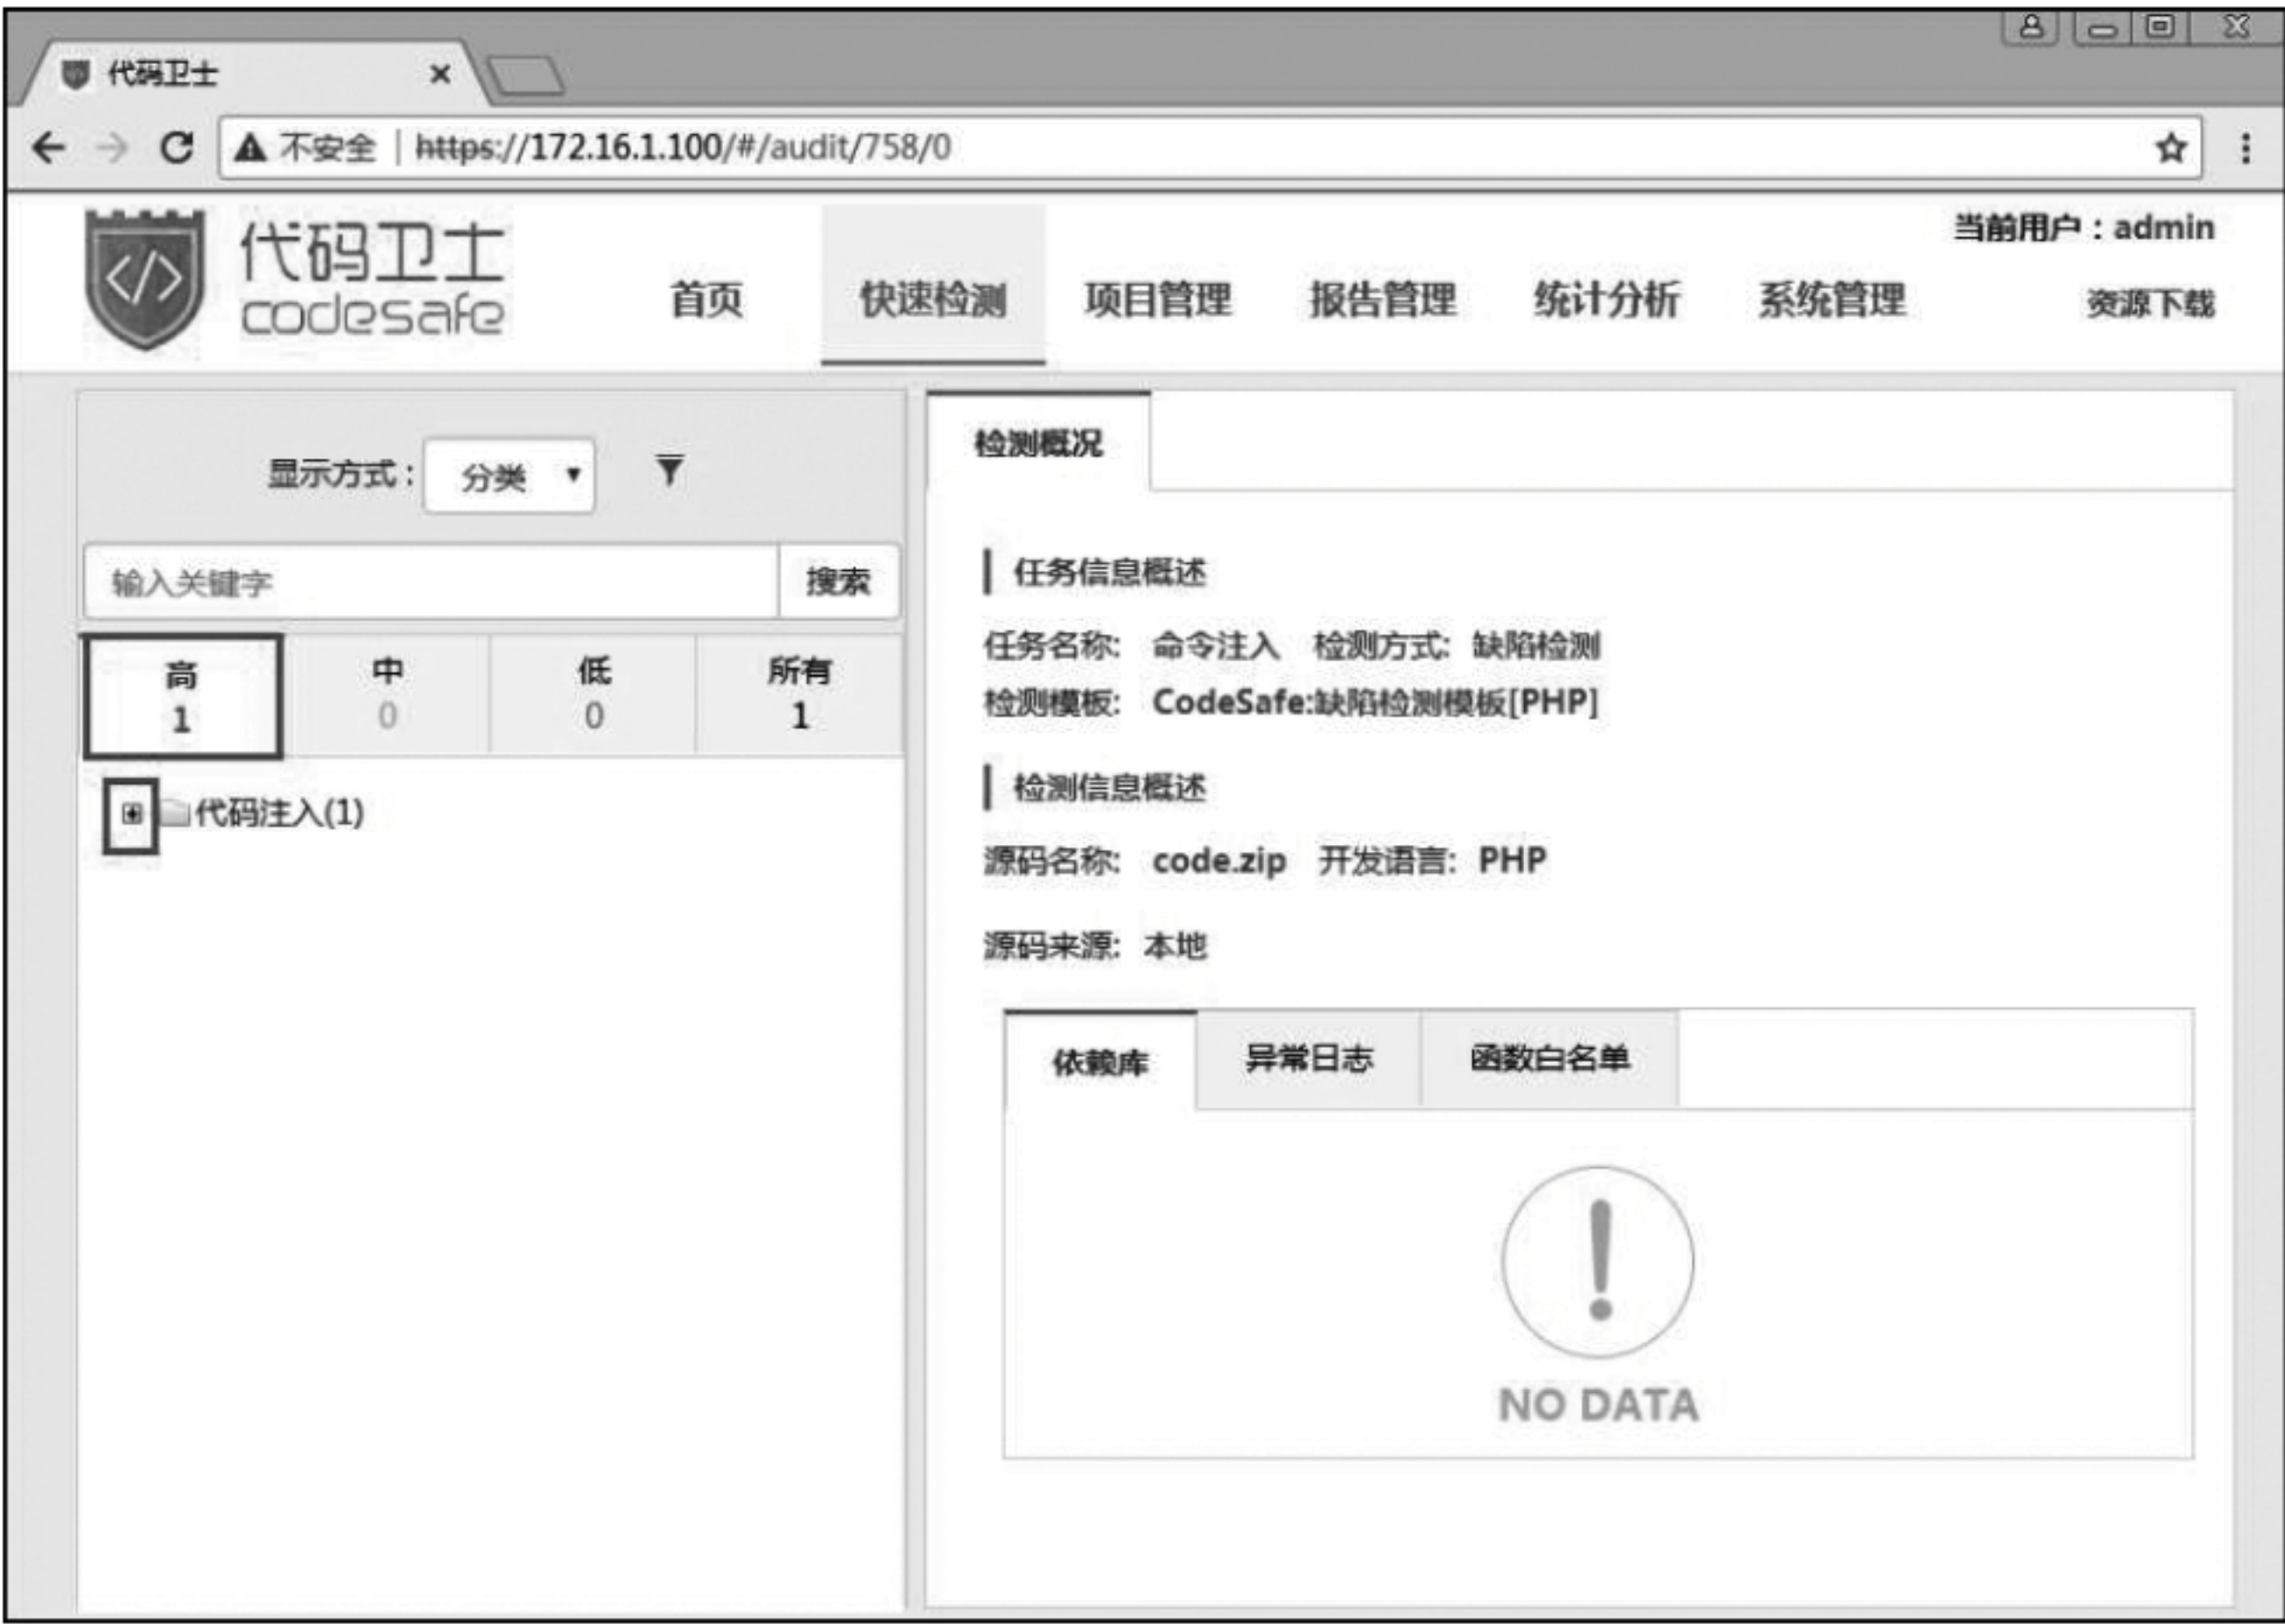 代码卫士
不安全 | https://172.16.1.100/#/audit/758/0
当前用户：admin
代码卫士
codesafe
首页 快速检测 项目管理 报告管理 统计分析 系统管理 资源下载
显示方式： 分类
输入关键字 搜索
高 中 低 所有
1 0 0 1
代码注入(1)
检测概况
任务信息概述
任务名称: 命令注入 检测方式: 缺陷检测
检测模板: CodeSafe:缺陷检测模板[PHP]
检测信息概述
源码名称: code.zip 开发语言: PHP
源码来源: 本地
依赖库 异常日志 函数白名单
NO DATA